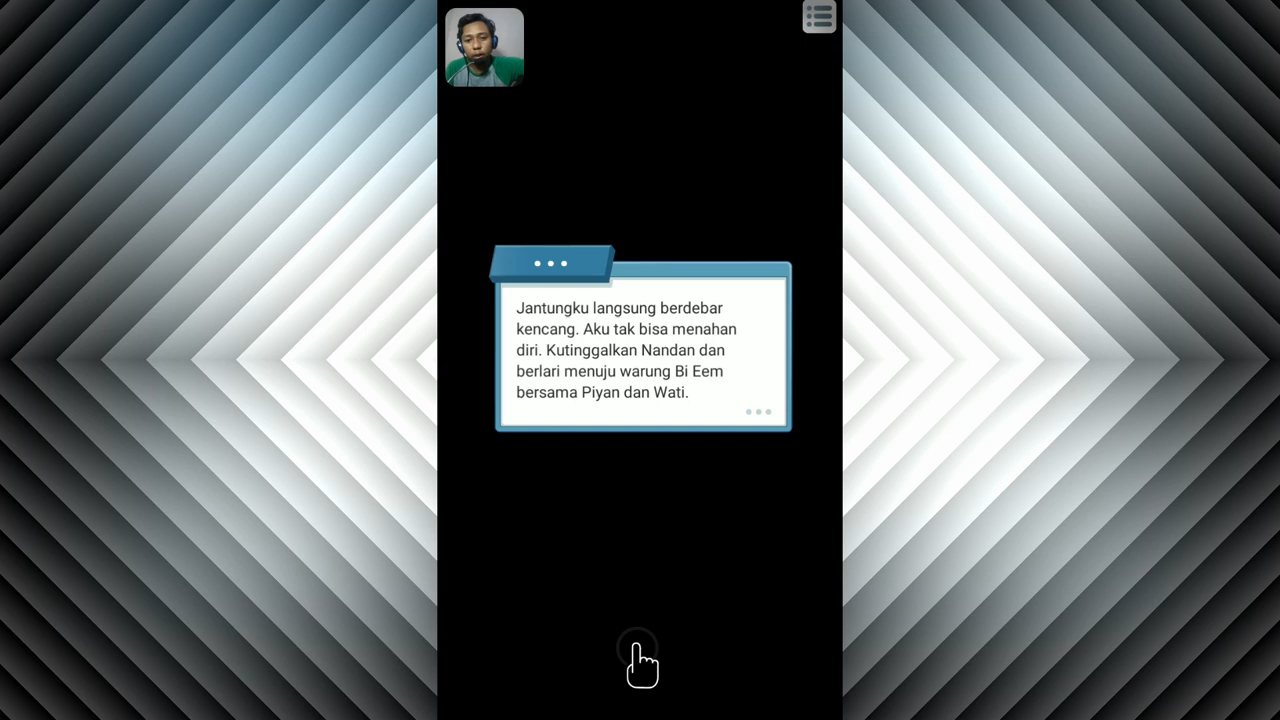 Jantungku langsung berdebar
kencang. Aku tak bisa menahan
diri. Kutinggalkan Nandan dan
berlari menuju warung Bi Eem
bersama Piyan dan Wati.